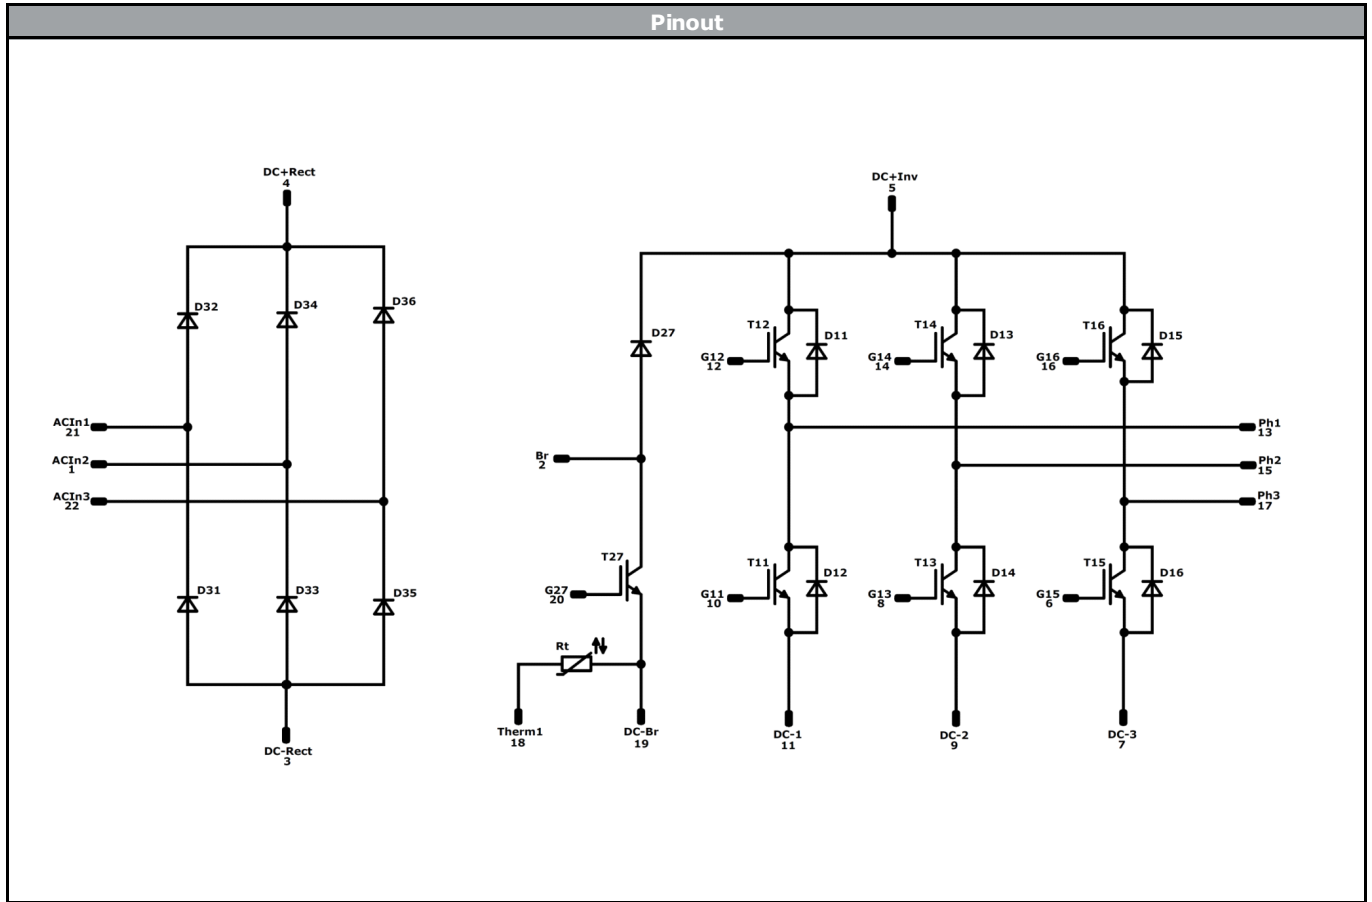 Pinout
DC+Rect
4
DC+Inv
5
D32
D34
D36
D27
T12
D11
T14
D13
T16
D15
G12
12
G14
14
G16
16
ACIn1
21
ACIn2
1
ACIn3
22
Br
2
Ph1
13
Ph2
15
Ph3
17
D31
D33
D35
T27
G27
20
T11
D12
T13
D14
T15
D16
G11
10
G13
8
G15
6
Rt
Therm1
18
DC-Br
19
DC-1
11
DC-2
9
DC-3
7
DC-Rect
3